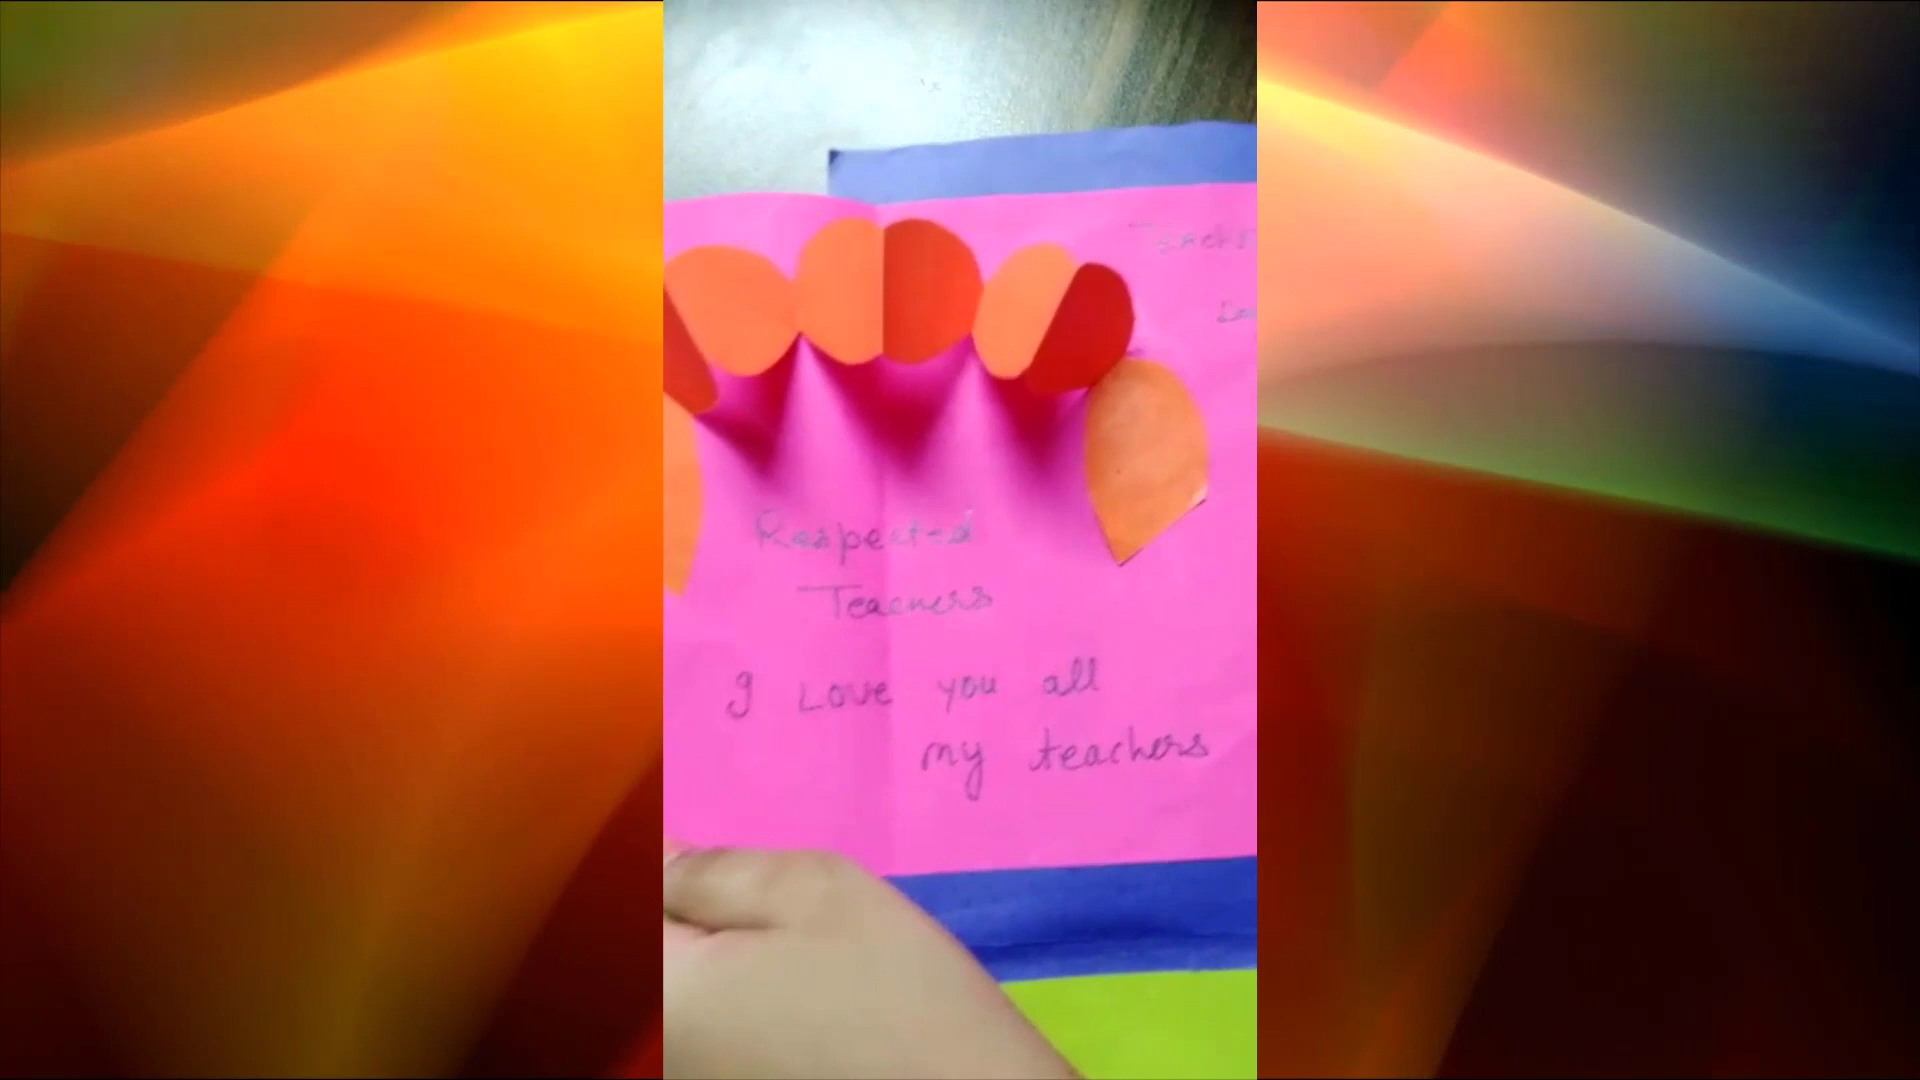 Respected
Teachers
I Love you all
my teachers